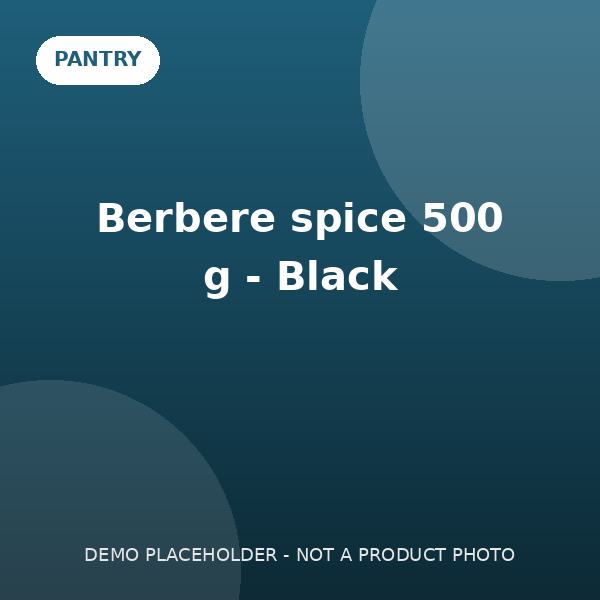 PANTRY
Berbere spice 500
g - Black
DEMO PLACEHOLDER - NOT A PRODUCT PHOTO